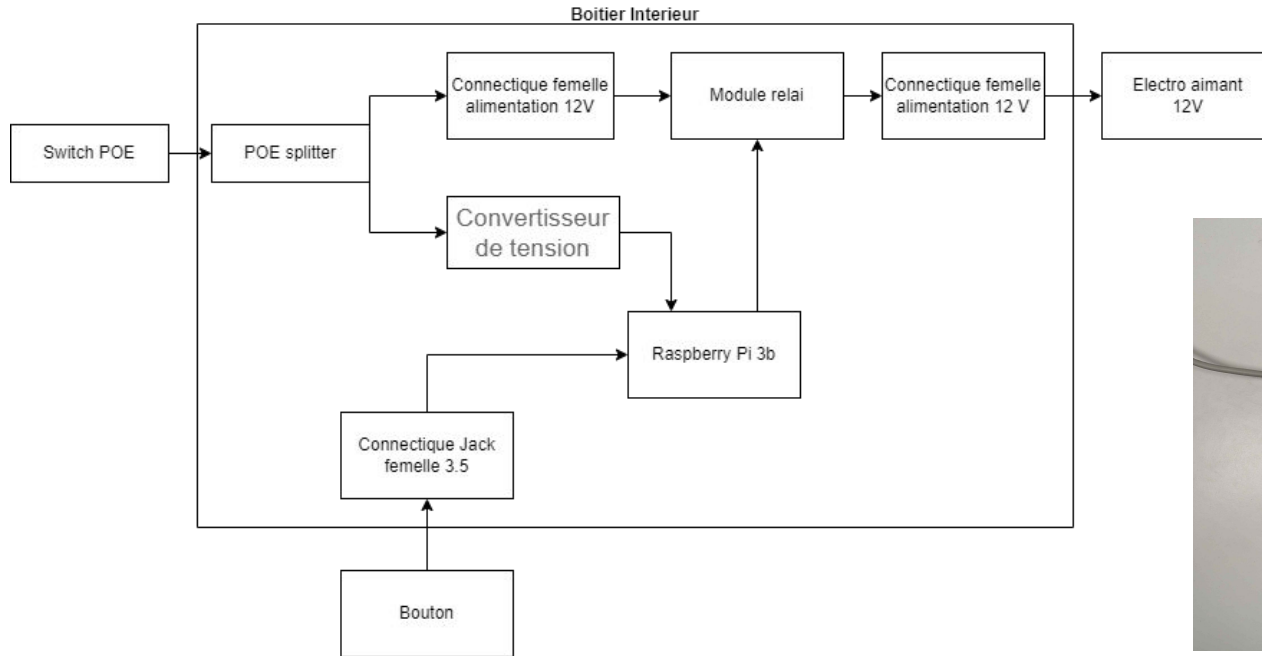 Boitier Interieur
Connectique femelle
alimentation 12V
Module relai
Connectique femelle
alimentation 12 V
Electro aimant
12V
Switch POE
POE splitter
Convertisseur
de tension
Raspberry Pi 3b
Connectique Jack
femelle 3.5
Bouton